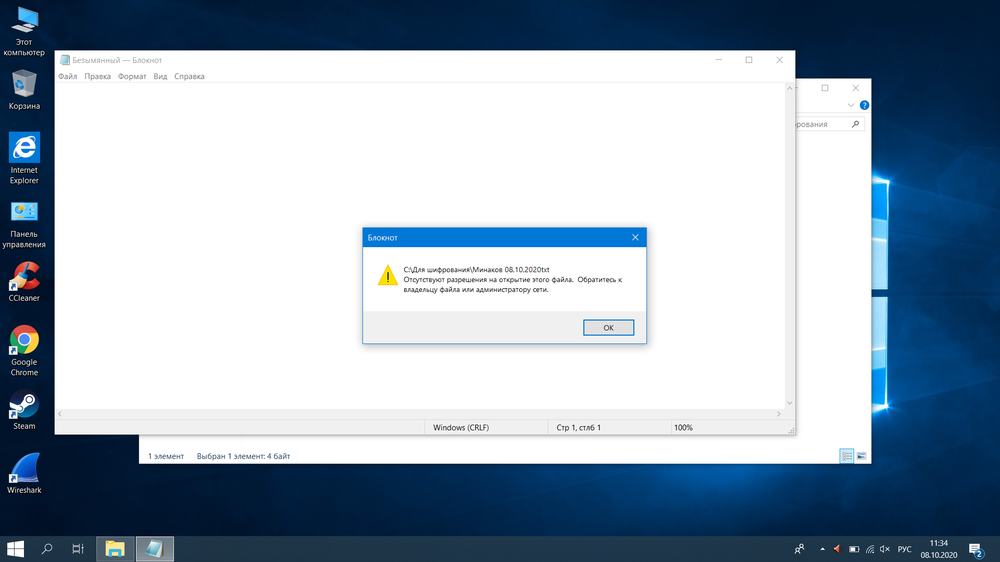 Этот
компьютер
Корзина
Internet
Explorer
Панель
управления
CCleaner
Google
Chrome
Steam
Wireshark
Безымянный — Блокнот
Файл Правка Формат Вид Справка
?
рования
Блокнот
C:\Для шифрования\Минаков 08,10,2020txt
Отсутствуют разрешения на открытие этого файла. Обратитесь к
владельцу файла или администратору сети.
ОК
Windows (CRLF)
Стр 1, стлб 1
100%
1 элемент
Выбран 1 элемент: 4 байт
РУС
11:34
08.10.2020
2